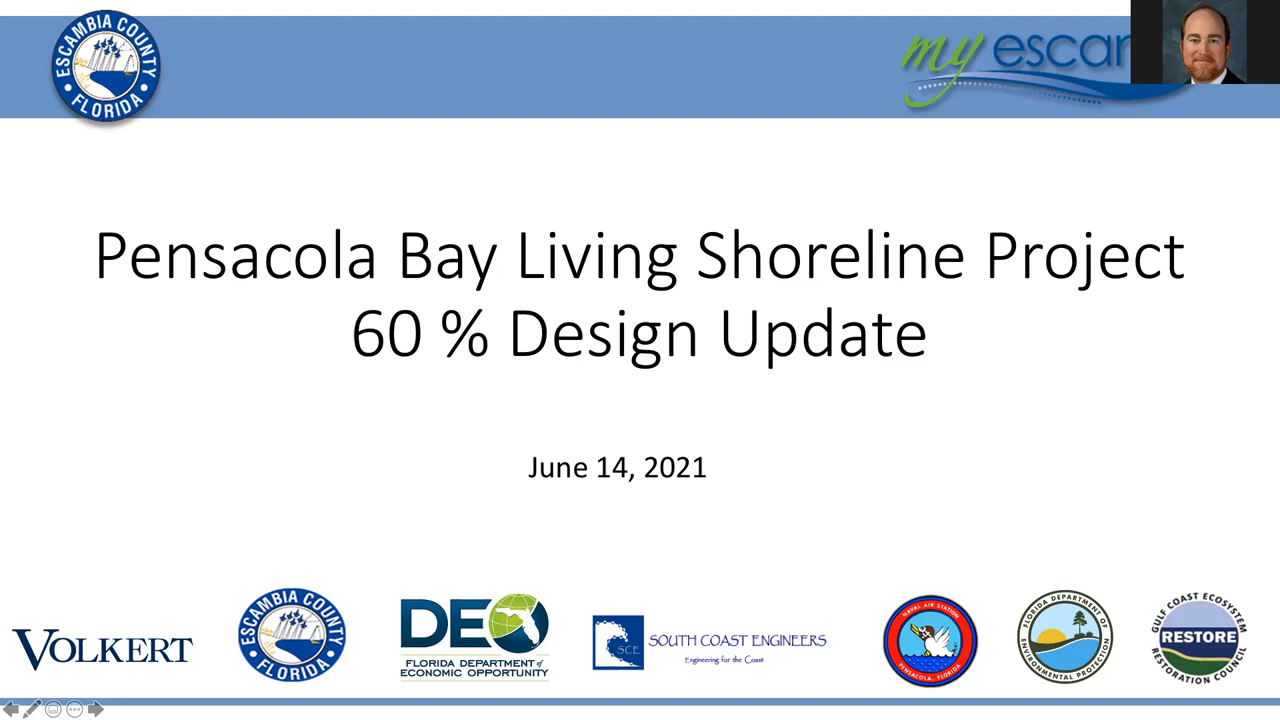 ESCAMBIA COUNTY
FLORIDA
my escar
Pensacola Bay Living Shoreline Project
60 % Design Update
June 14, 2021
VOLKERT
ESCAMBIA COUNTY
FLORIDA
DEO
FLORIDA DEPARTMENT of
ECONOMIC OPPORTUNITY
SCE
SOUTH COAST ENGINEERS
Engineering for the Coast
NAVAL AIR STATION
PENSACOLA, FLORIDA
FLORIDA DEPARTMENT OF
ENVIRONMENTAL PROTECTION
GULF COAST ECOSYSTEM
RESTORE
RESTORATION COUNCIL